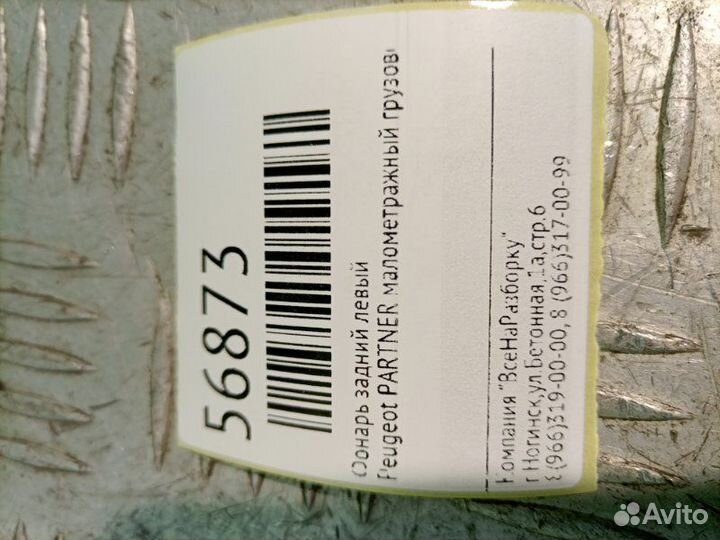 56873
Фонарь задний левый
Peugeot PARTNER малометражный грузов
Компания "ВсеНаРазборку"
г.Ногинск,ул.Бетонная,1а,стр.6
8(966)319-00-00, 8 (966)317-00-99
Avito